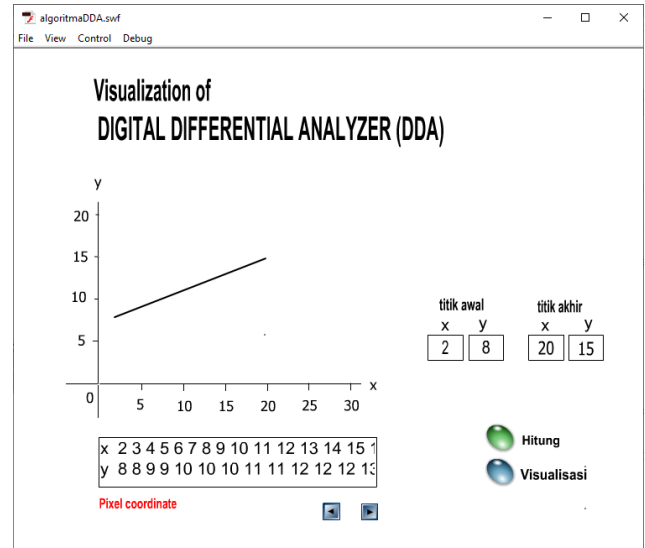 algoritmaDDA.swf
File View Control Debug
Visualization of
DIGITAL DIFFERENTIAL ANALYZER (DDA)
y
20
15
10
5
0
5 10 15 20 25 30
x
titik awal titik akhir
x y x y
2 8 20 15
x 2 3 4 5 6 7 8 9 10 11 12 13 14 15
y 8 8 9 9 10 10 10 11 11 12 12 12
Pixel coordinate
Hitung
Visualisasi